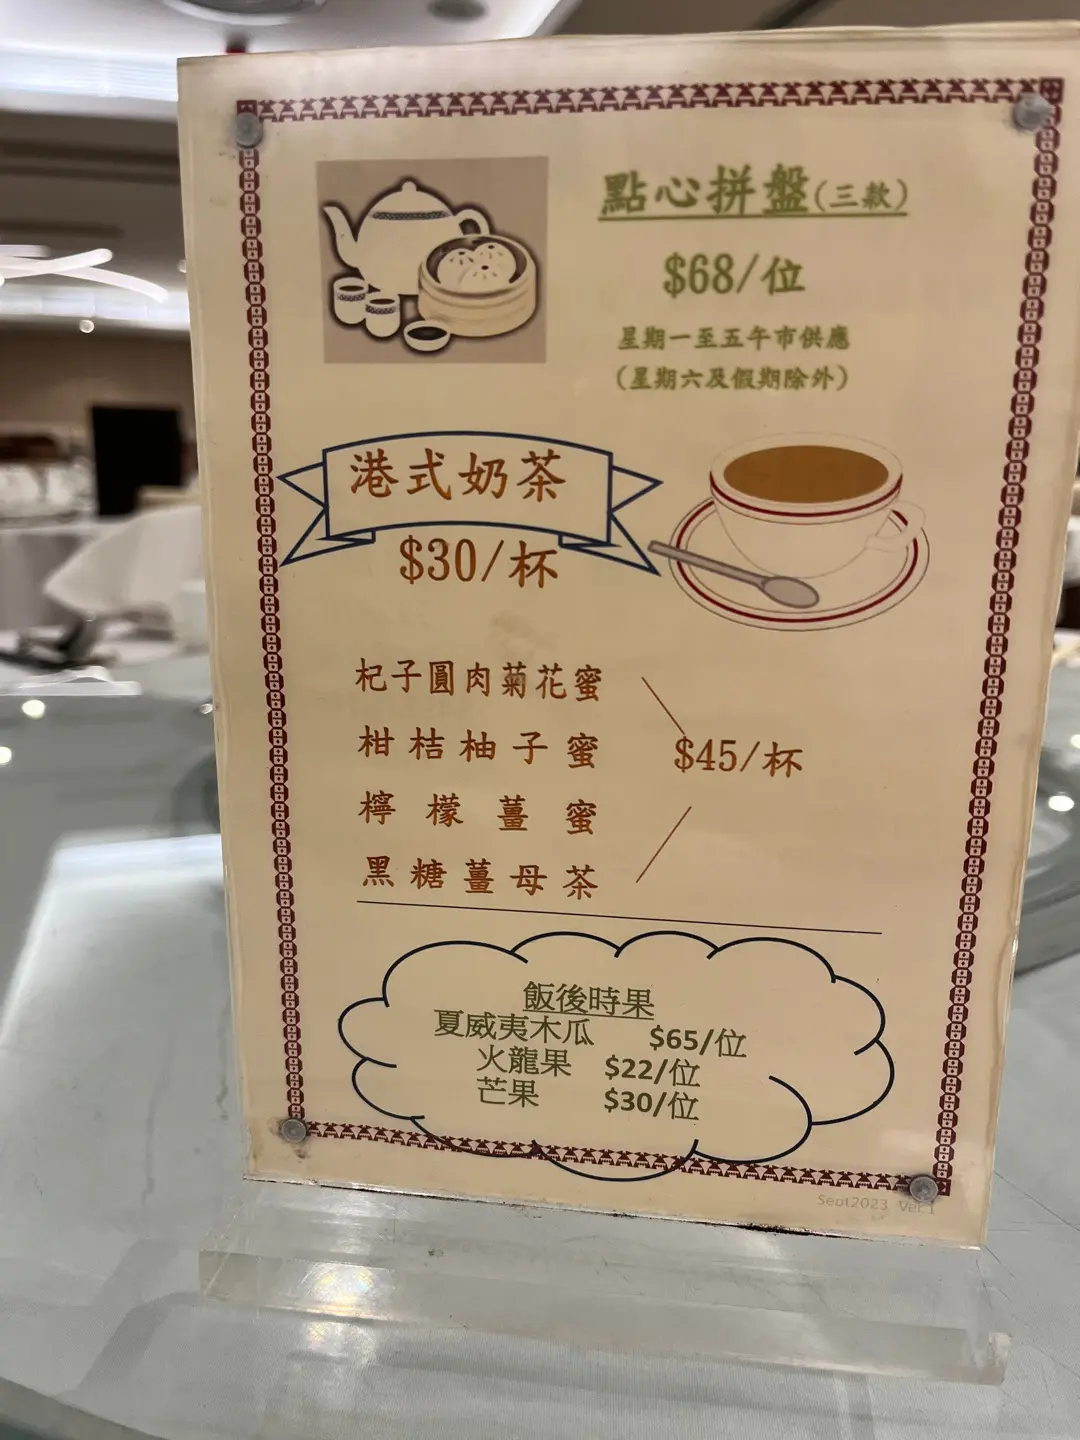 點心拼盤(三款)
$68/位
星期一至五午市供應
(星期六及假期除外)
港式奶茶
$30/杯
杞子圓肉菊花蜜
柑桔柚子蜜
$45/杯
檸檬薑蜜
黑糖薑母茶
飯後時果
夏威夷木瓜 $65/位
火龍果 $22/位
芒果 $30/位
Sept2023 Ver.1